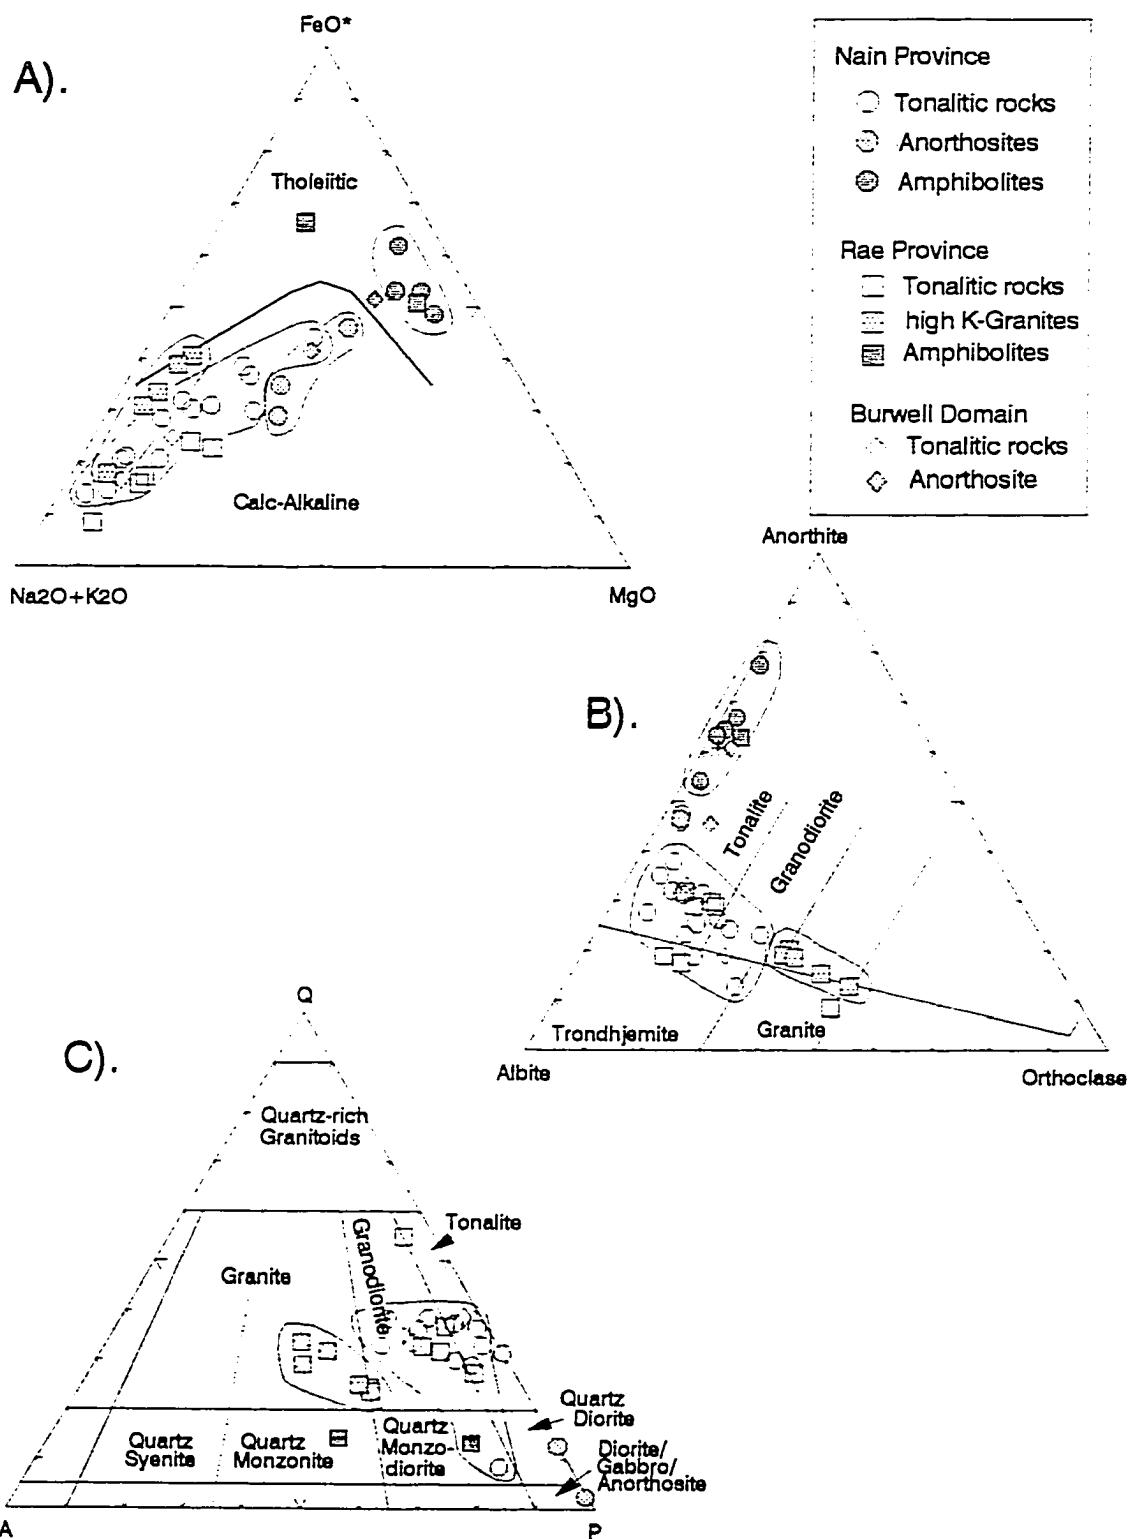 FeO*
A).
Tholeiitic
Calc-Alkaline
Na2O+K2O
MgO
Nain Province
Tonalitic rocks
Anorthosites
Amphibolites
Rae Province
Tonalitic rocks
high K-Granites
Amphibolites
Burwell Domain
Tonalitic rocks
Anorthosite
Anorthite
B).
Tonalite
Granodiorite
Trondhjemite
Granite
Albite
Orthoclase
Q
C).
Quartz-rich
Granitoids
Tonalite
Granodiorite
Granite
Quartz
Diorite
Quartz
Syenite
Quartz
Monzonite
Quartz
Monzo-
diorite
Diorite/
Gabbro/
Anorthosite
A
P